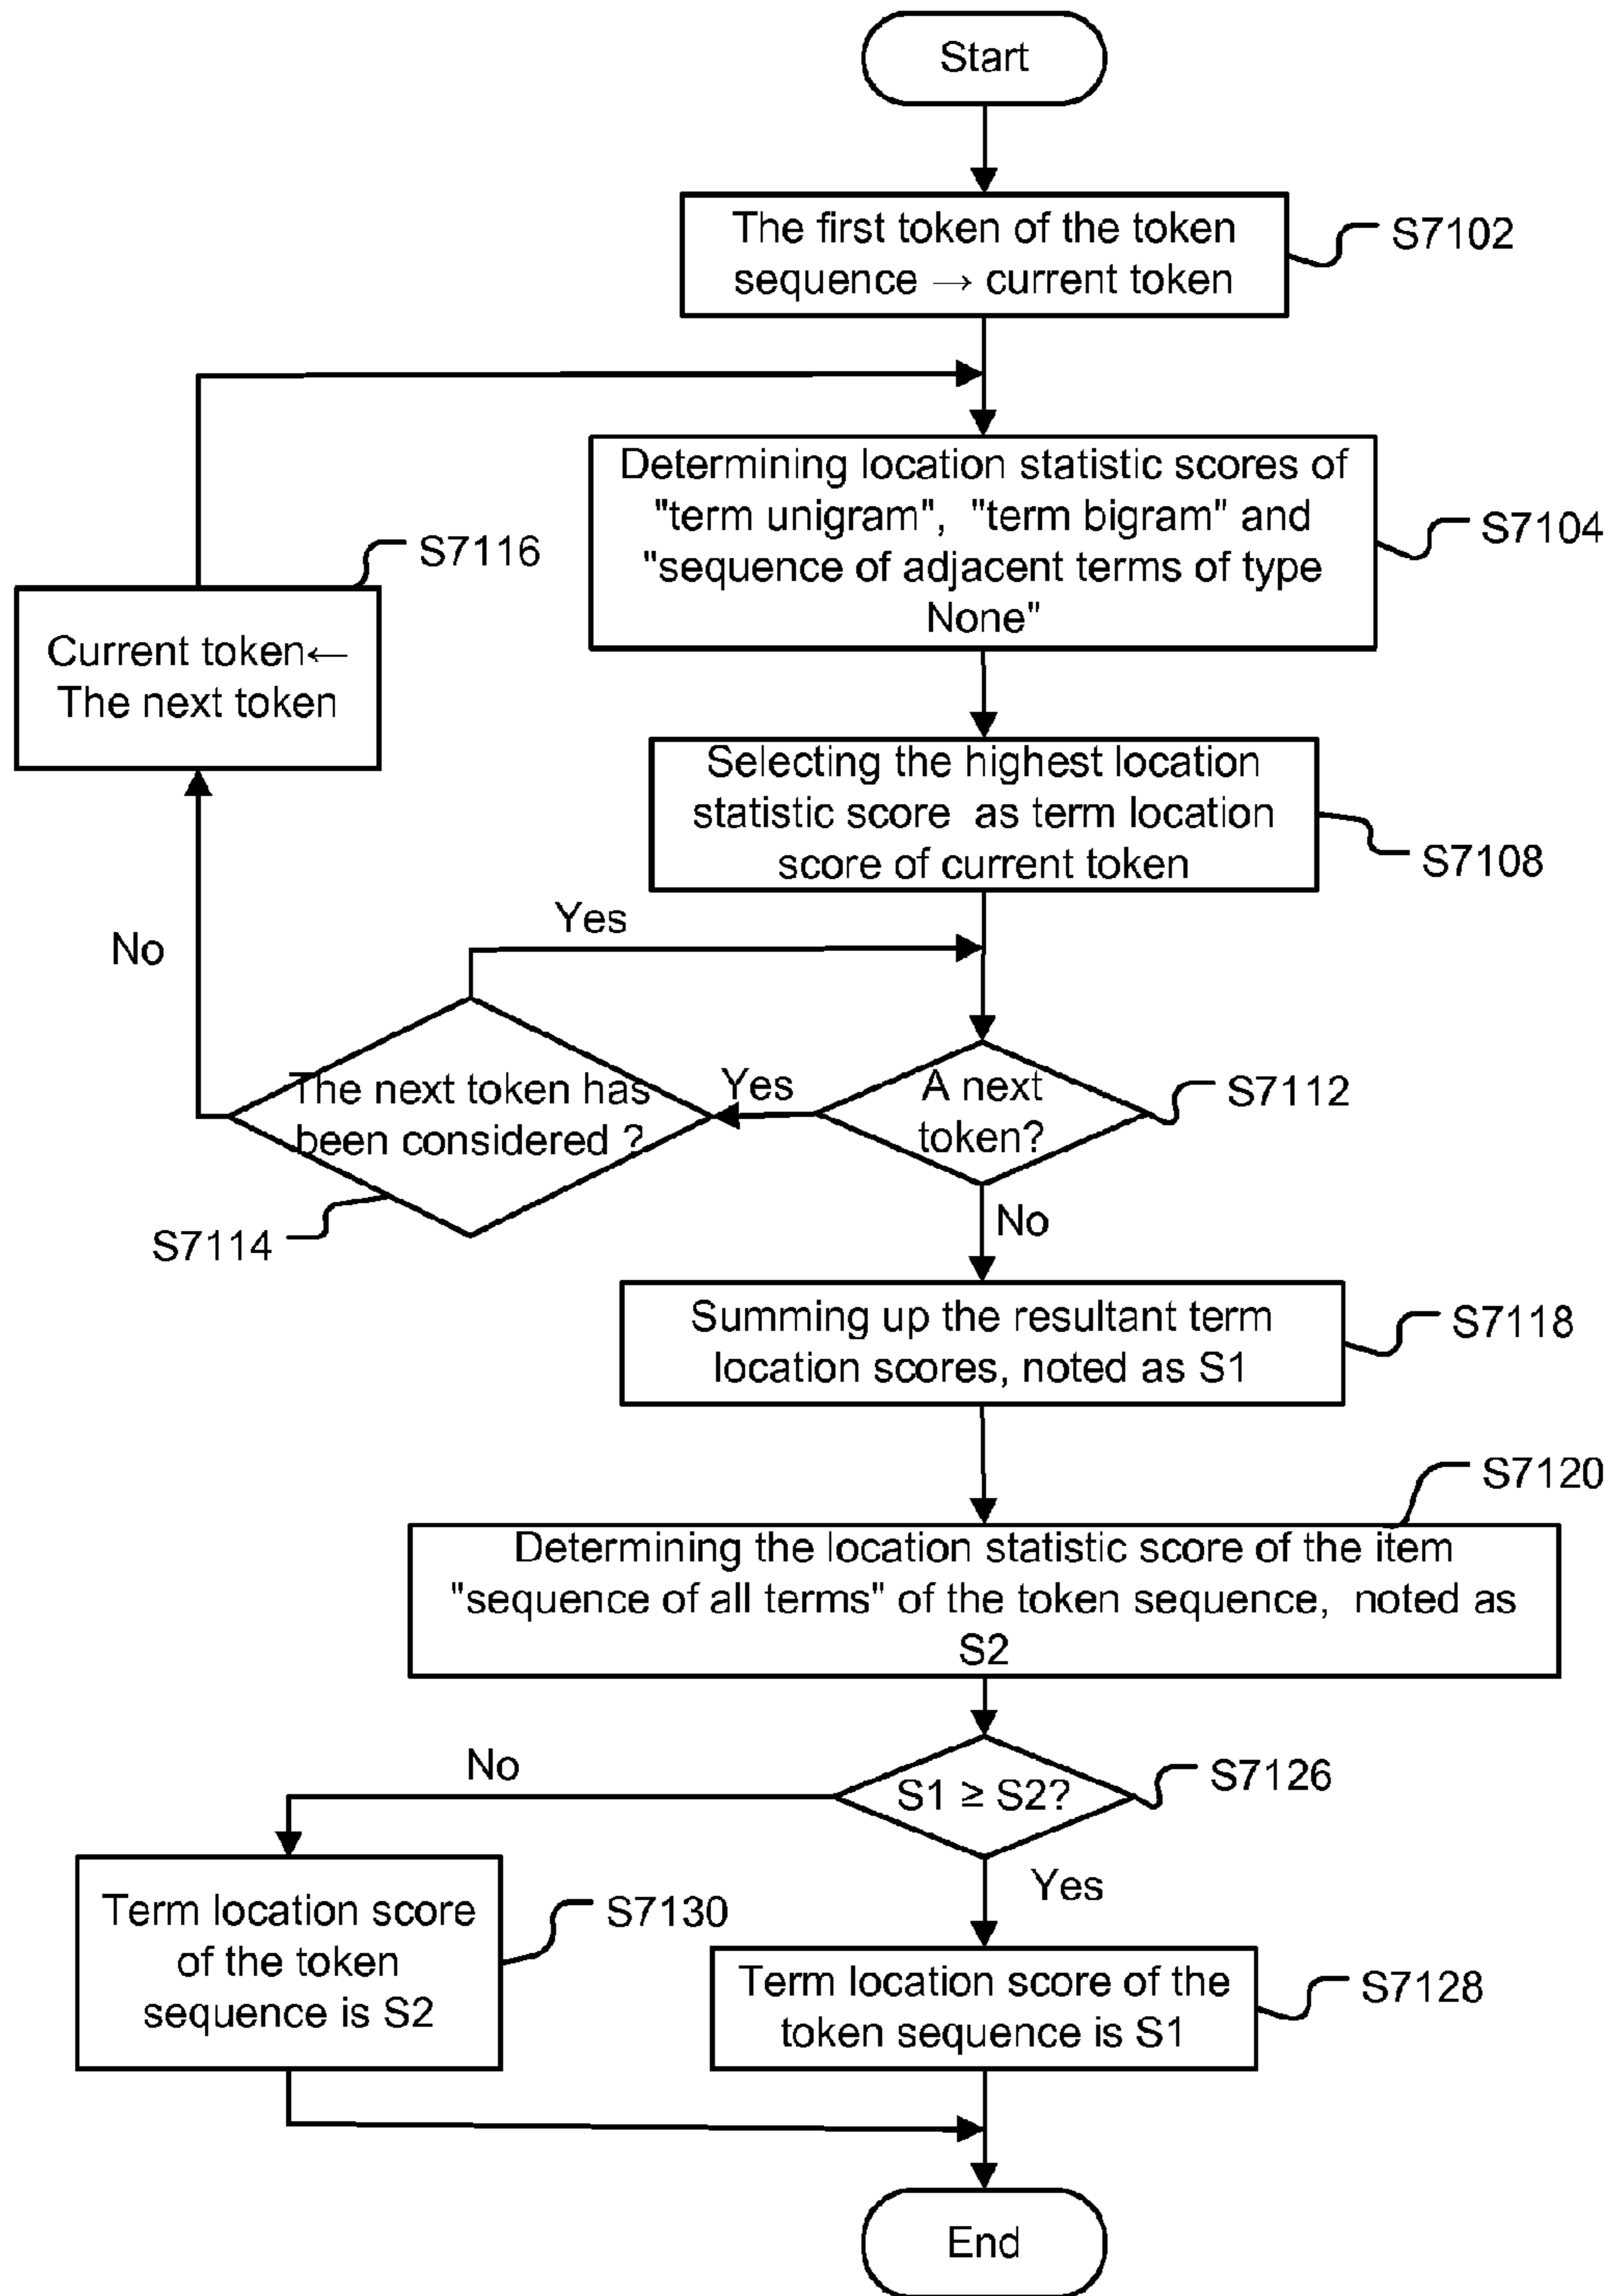 Start
The first token of the token
sequence → current token
S7102
Determining location statistic scores of
"term unigram", "term bigram" and
"sequence of adjacent terms of type
None"
S7104
S7116
Current token←
The next token
Selecting the highest location
statistic score as term location
score of current token
S7108
Yes
No
The next token has
been considered ?
Yes
A next
token?
S7112
S7114
No
Summing up the resultant term
location scores, noted as S1
S7118
S7120
Determining the location statistic score of the item
"sequence of all terms" of the token sequence, noted as
S2
No
S1 ≥ S2?
S7126
Yes
Term location score
of the token
sequence is S2
S7130
Term location score of the
token sequence is S1
S7128
End